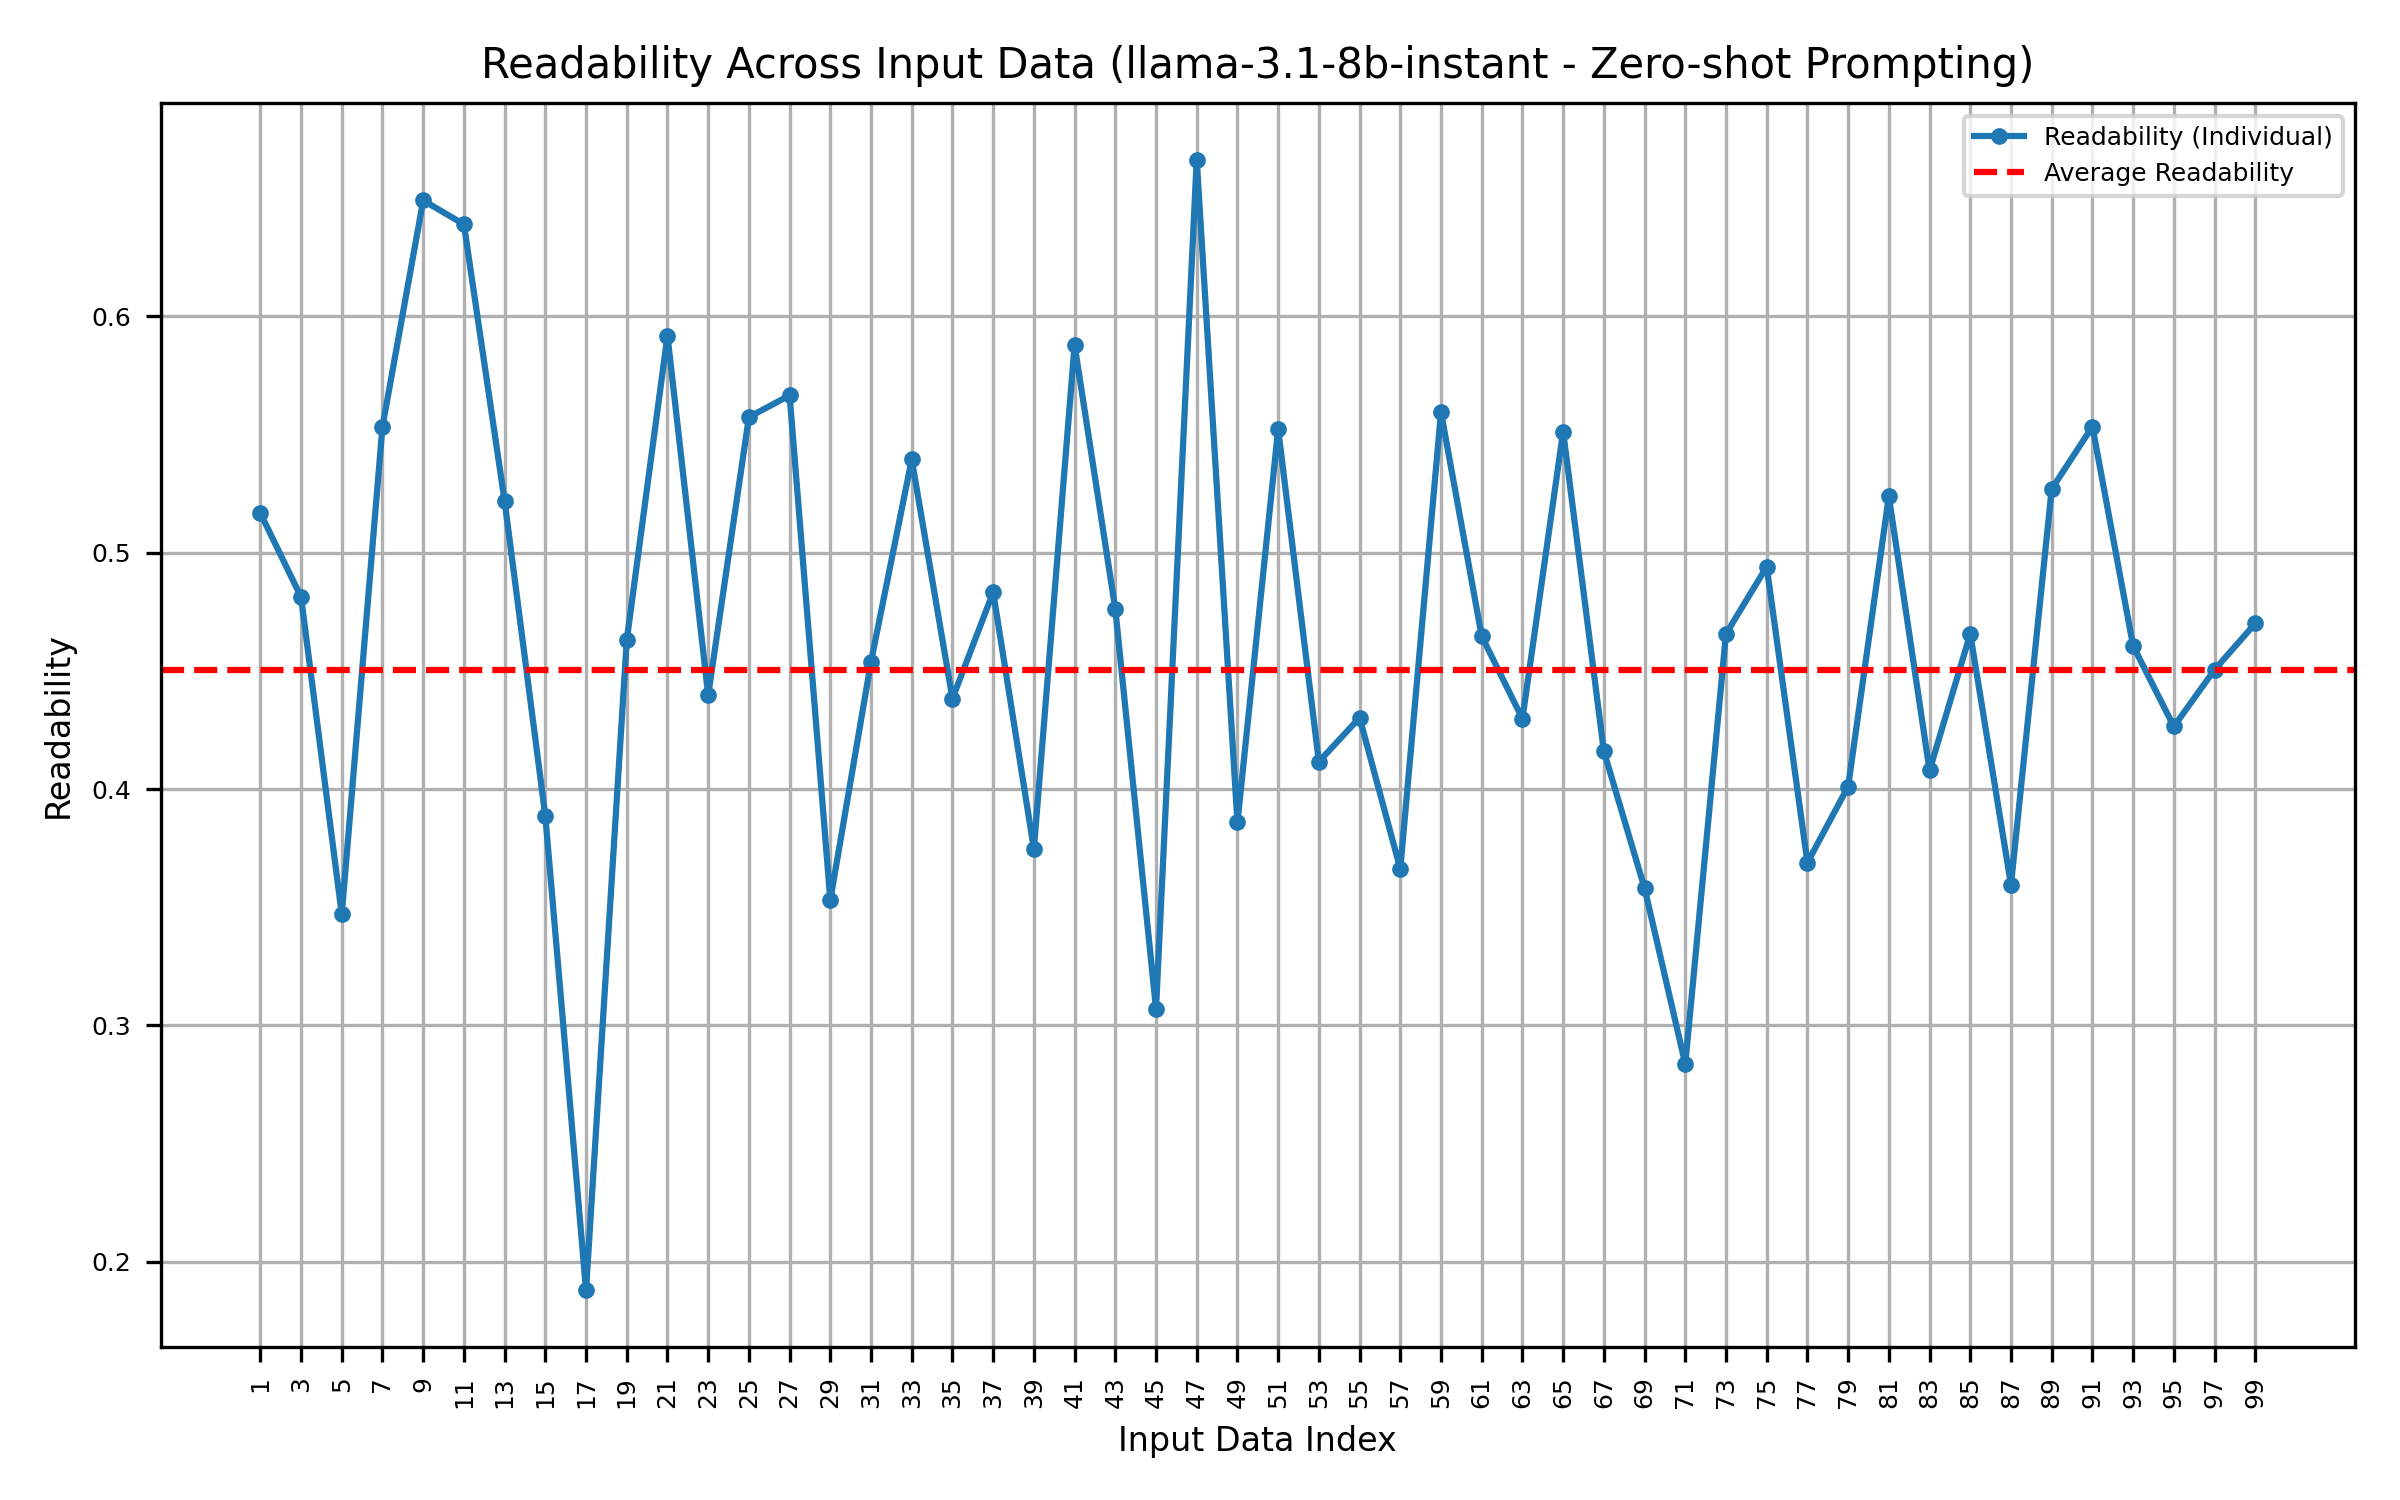 Readability Across Input Data (llama-3.1-8b-instant - Zero-shot Prompting)
Readability (Individual)
Average Readability
Readability
0.6
0.5
0.4
0.3
0.2
1 3 5 7 9 11 13 15 17 19 21 23 25 27 29 31 33 35 37 39 41 43 45 47 49 51 53 55 57 59 61 63 65 67 69 71 73 75 77 79 81 83 85 87 89 91 93 95 97 99
Input Data Index